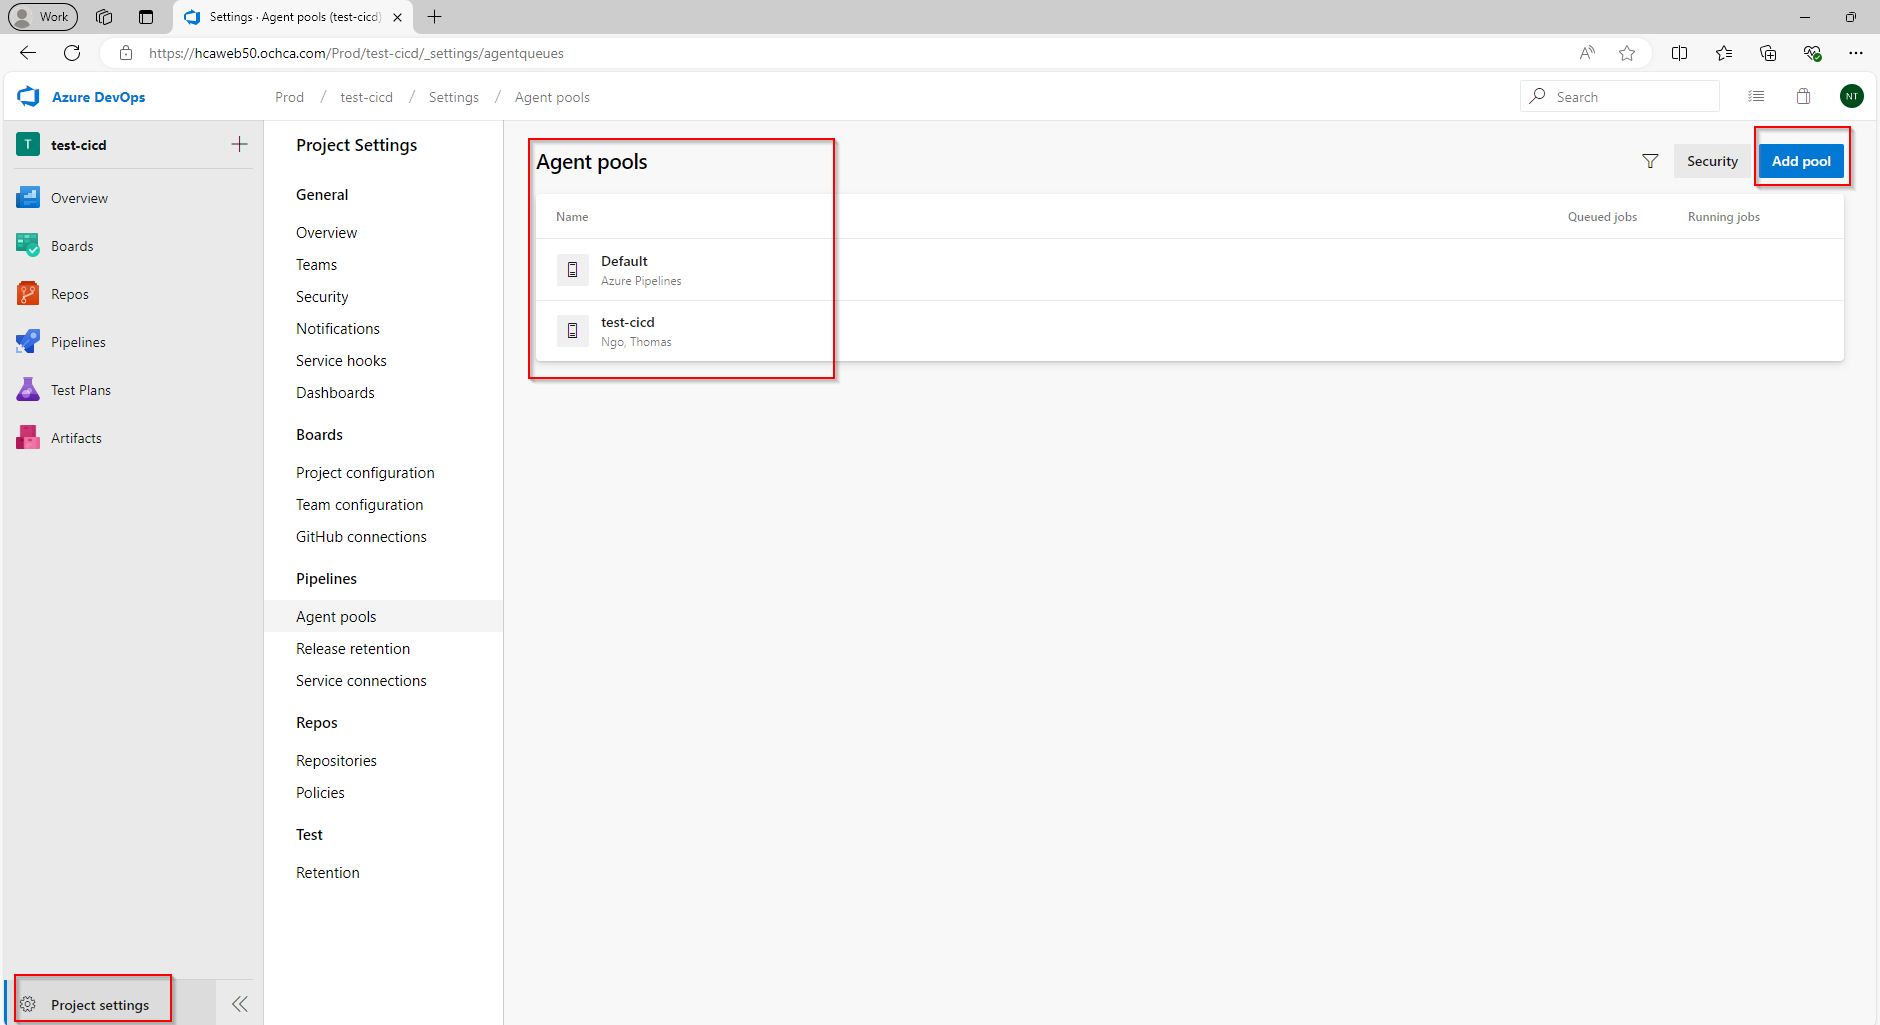 Work
Settings · Agent pools (test-cicd)
https://hcaweb50.ochca.com/Prod/test-cicd/_settings/agentqueues
Azure DevOps
Prod / test-cicd / Settings / Agent pools
Search
NT
T test-cicd
Overview
Boards
Repos
Pipelines
Test Plans
Artifacts
Project settings
Project Settings
General
Overview
Teams
Security
Notifications
Service hooks
Dashboards
Boards
Project configuration
Team configuration
GitHub connections
Pipelines
Agent pools
Release retention
Service connections
Repos
Repositories
Policies
Test
Retention
Agent pools
Security
Add pool
Name Queued jobs Running jobs
Default
Azure Pipelines
test-cicd
Ngo, Thomas